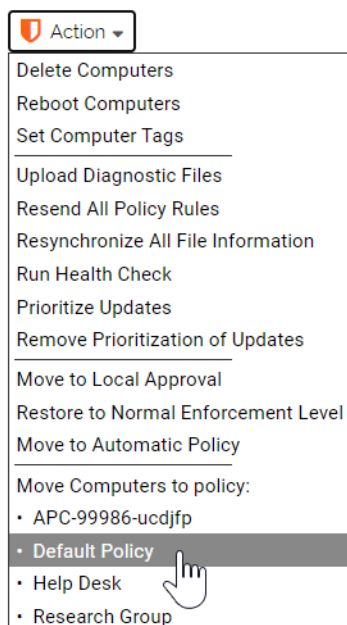 Action
Delete Computers
Reboot Computers
Set Computer Tags
Upload Diagnostic Files
Resend All Policy Rules
Resynchronize All File Information
Run Health Check
Prioritize Updates
Remove Prioritization of Updates
Move to Local Approval
Restore to Normal Enforcement Level
Move to Automatic Policy
Move Computers to policy:
• APC-99986-ucdjfp
• Default Policy
• Help Desk
• Research Group